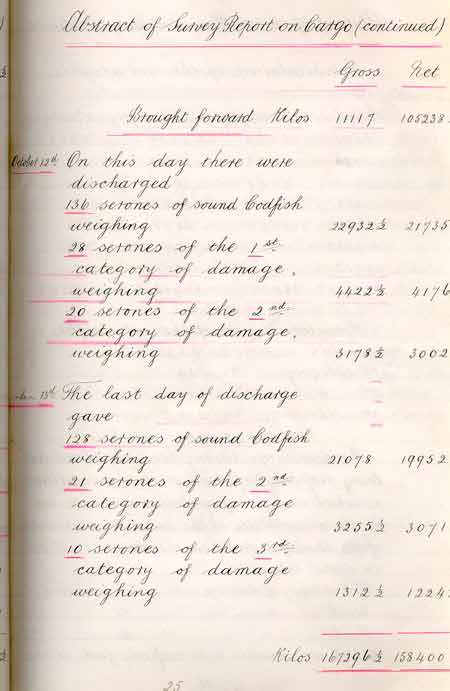 Abstract of Survey Report on Cargo (continued)
Gross Net
Brought forward Kilos 11117 105238
October 12th On this day there were
discharged
136 serones of sound Codfish
weighing 22932½ 21735
28 serones of the 1st
category of damage,
weighing 4422½ 4176
20 serones of the 2nd
category of damage,
weighing 3178½ 3002
-do- 13th The last day of discharge
gave
128 serones of sound Codfish
weighing 21078 19952
21 serones of the 2nd
category of damage
weighing 3255½ 3071
10 serones of the 3rd
category of damage
weighing 1312½ 1224
Kilos 167296½ 158400
25